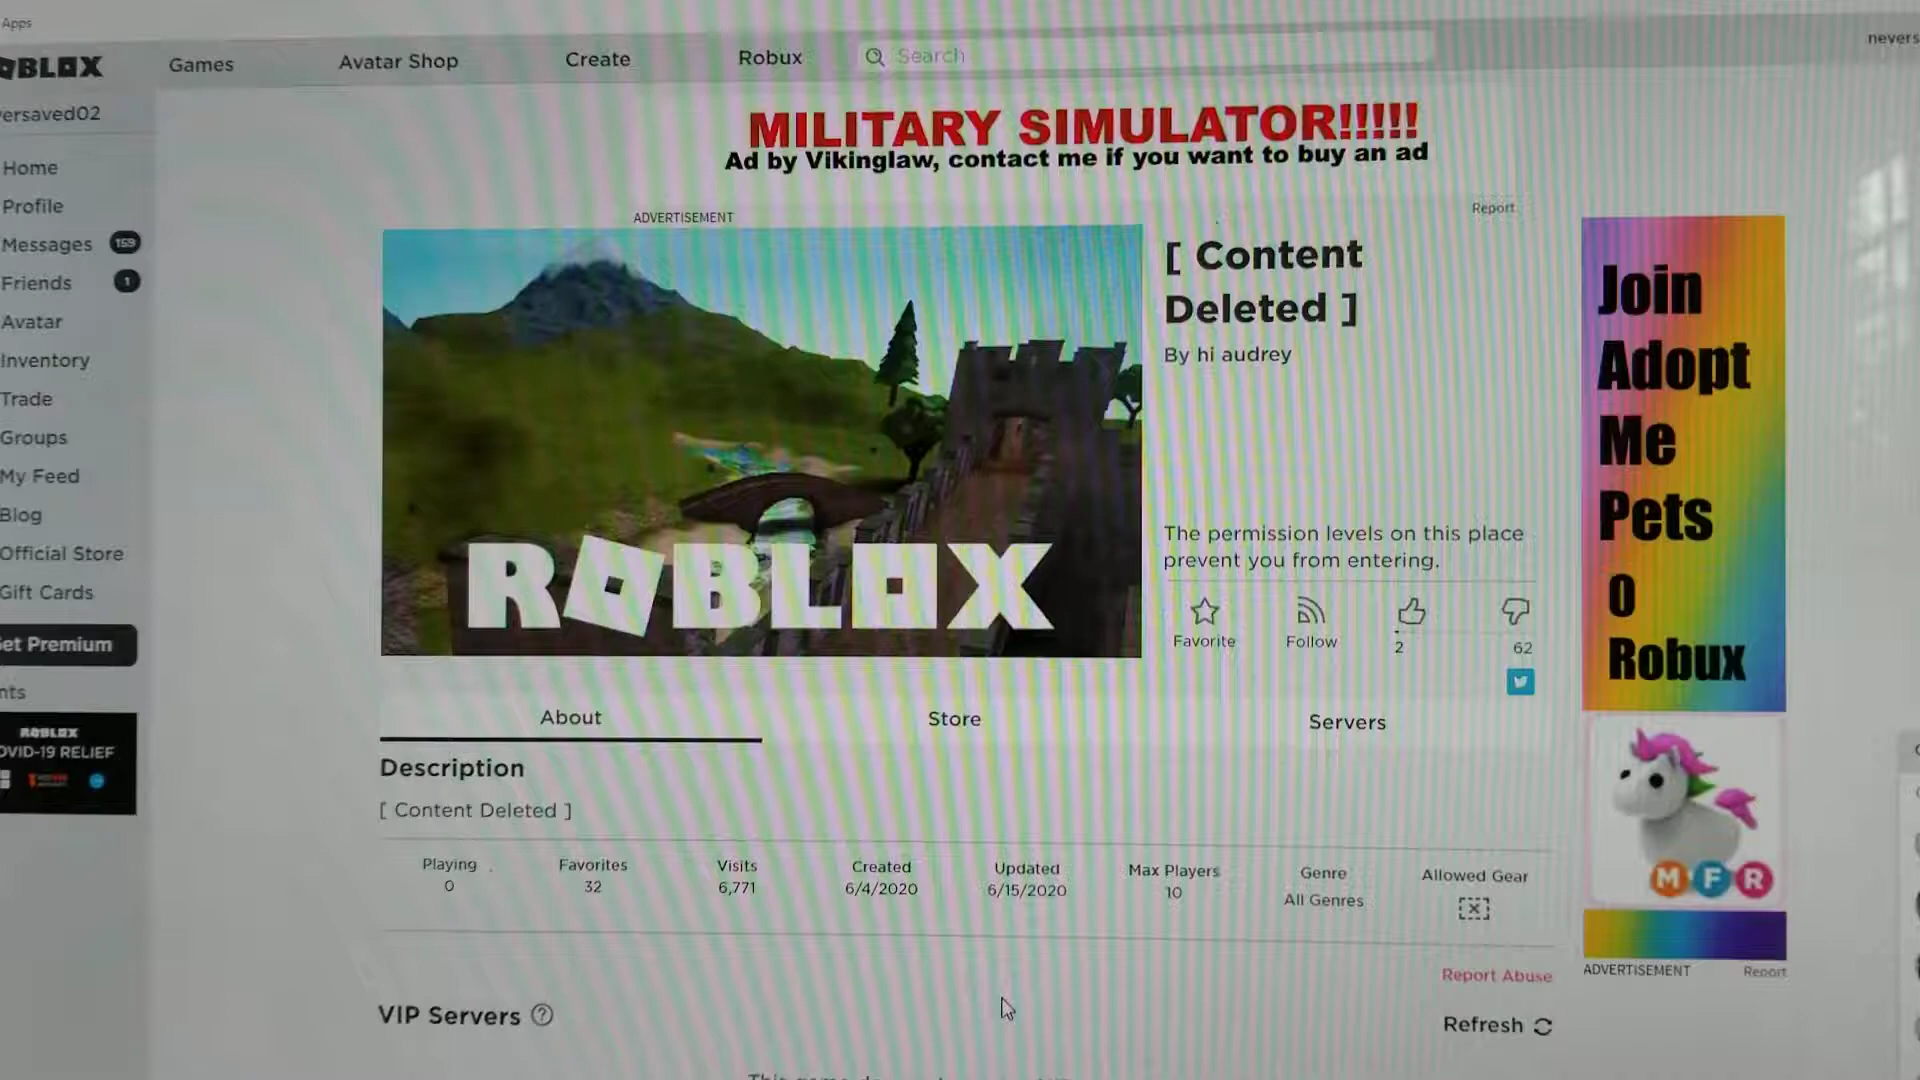 Apps
OBLOX
Games
Avatar Shop
Create
Robux
Search
nevers
ersaved02
Home
Profile
Messages
159
Friends
1
Avatar
Inventory
Trade
Groups
My Feed
Blog
Official Store
Gift Cards
et Premium
nts
ROBLOX
OVID-19 RELIEF
MILITARY SIMULATOR!!!!!
Ad by Vikinglaw, contact me if you want to buy an ad
ADVERTISEMENT
Report
ROBLOX
[ Content
Deleted ]
By hi audrey
The permission levels on this place
prevent you from entering.
Favorite
Follow
2
62
Join
Adopt
Me
Pets
0
Robux
M F R
ADVERTISEMENT
Report
About
Store
Servers
Description
[ Content Deleted ]
Playing
0
Favorites
32
Visits
6,771
Created
6/4/2020
Updated
6/15/2020
Max Players
10
Genre
All Genres
Allowed Gear
Report Abuse
VIP Servers ?
Refresh